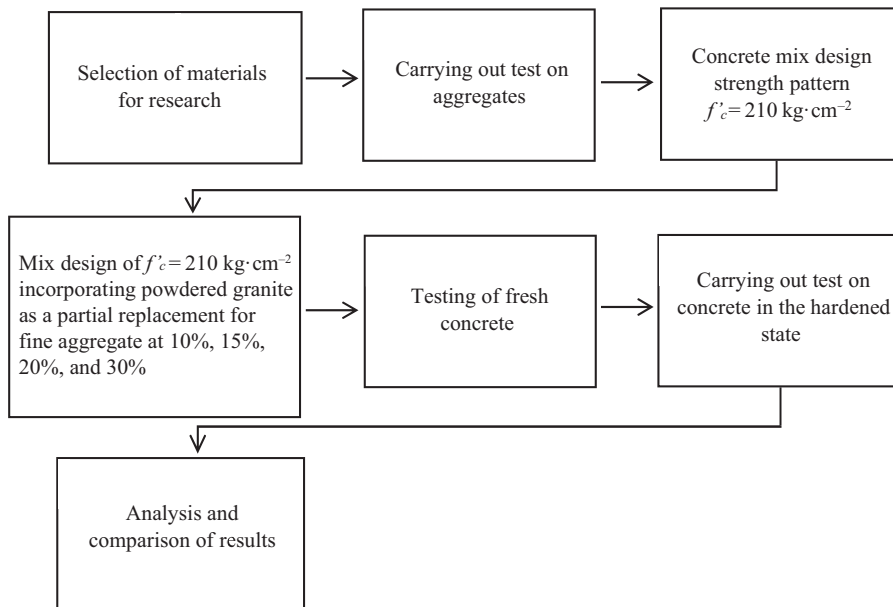 Selection of materials
for research
Carrying out test on
aggregates
Concrete mix design
strength pattern
f'c = 210 kg·cm⁻²
Mix design of f'c = 210 kg·cm⁻²
incorporating powdered granite
as a partial replacement for
fine aggregate at 10%, 15%,
20%, and 30%
Testing of fresh
concrete
Carrying out test on
concrete in the hardened
state
Analysis and
comparison of results